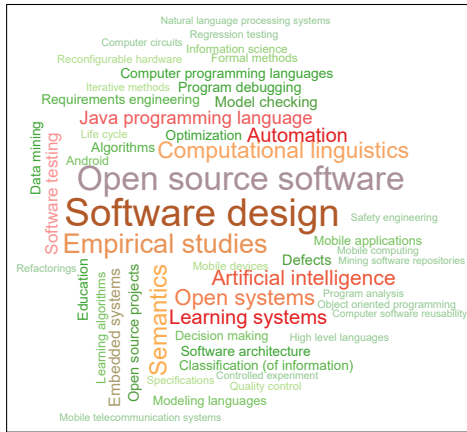 Natural language processing systems
Regression testing
Computer circuits
Information science
Reconfigurable hardware
Formal methods
Computer programming languages
Iterative methods
Program debugging
Requirements engineering
Model checking
Java programming language
Life cycle
Optimization
Automation
Data mining
Software testing
Algorithms
Computational linguistics
Android
Open source software
Software design
Safety engineering
Empirical studies
Mobile applications
Mobile computing
Defects
Mining software repositories
Refactorings
Mobile devices
Artificial intelligence
Education
Learning algorithms
Embedded systems
Open source projects
Semantics
Open systems
Program analysis
Object oriented programming
Learning systems
Computer software reusability
Decision making
High level languages
Software architecture
Classification (of information)
Specifications
Controlled experiment
Quality control
Modeling languages
Mobile telecommunication systems